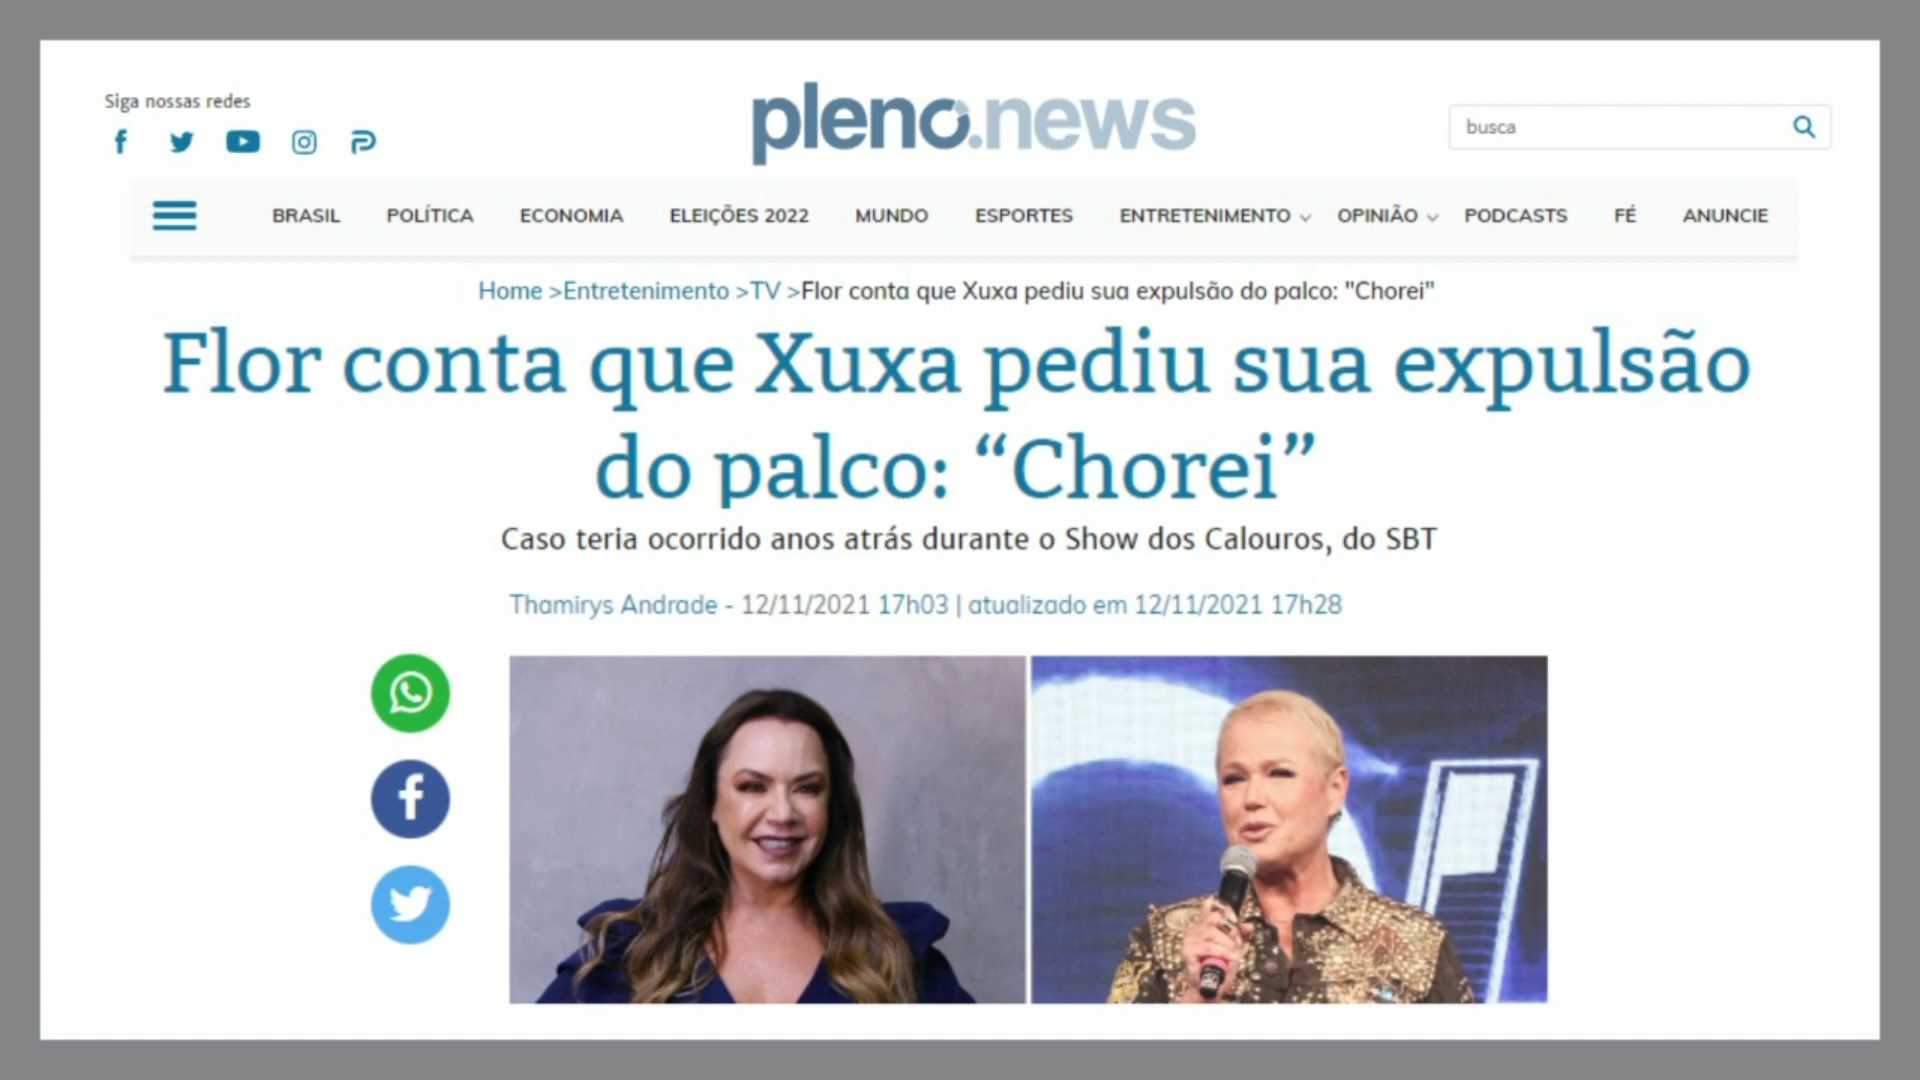 Siga nossas redes
pleno.news
busca
BRASIL POLÍTICA ECONOMIA ELEIÇÕES 2022 MUNDO ESPORTES ENTRETENIMENTO OPINIÃO PODCASTS FÉ ANUNCIE
Home >Entretenimento >TV >Flor conta que Xuxa pediu sua expulsão do palco: "Chorei"
Flor conta que Xuxa pediu sua expulsão
do palco: “Chorei”
Caso teria ocorrido anos atrás durante o Show dos Calouros, do SBT
Thamirys Andrade - 12/11/2021 17h03 | atualizado em 12/11/2021 17h28